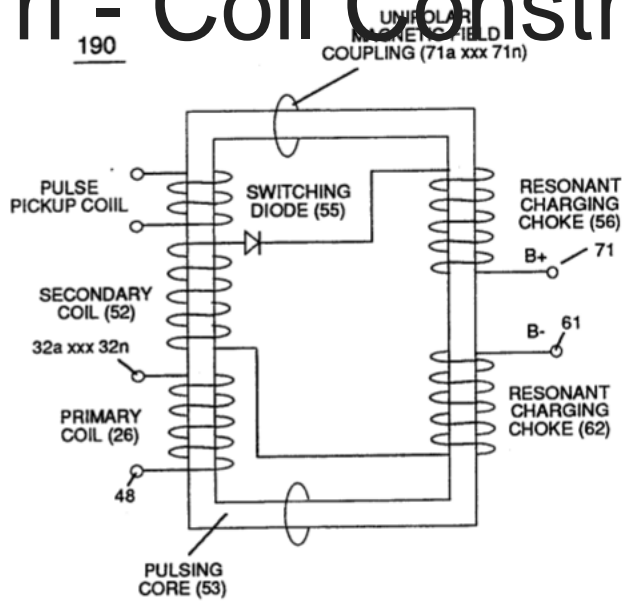 n - Coil Constr
190
UNIPOLAR
MAGNETIC FIELD
COUPLING (71a xxx 71n)
PULSE
PICKUP COIIL
SWITCHING
DIODE (55)
RESONANT
CHARGING
CHOKE (56)
71
B+
SECONDARY
COIL (52)
61
B-
32a xxx 32n
RESONANT
CHARGING
CHOKE (62)
PRIMARY
COIL (26)
48
PULSING
CORE (53)